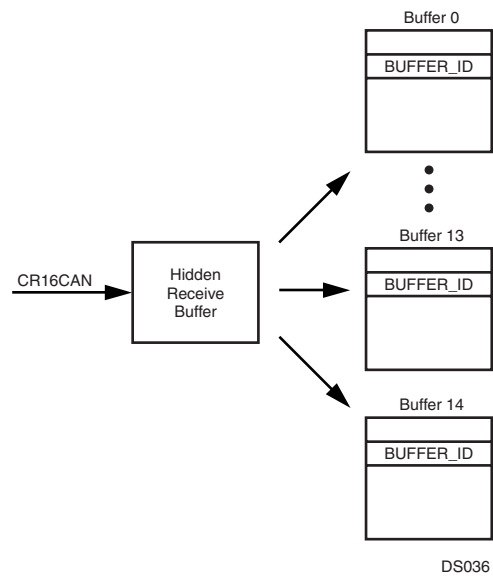 Buffer 0
BUFFER_ID
Buffer 13
CR16CAN
Hidden
Receive
Buffer
BUFFER_ID
Buffer 14
BUFFER_ID
DS036